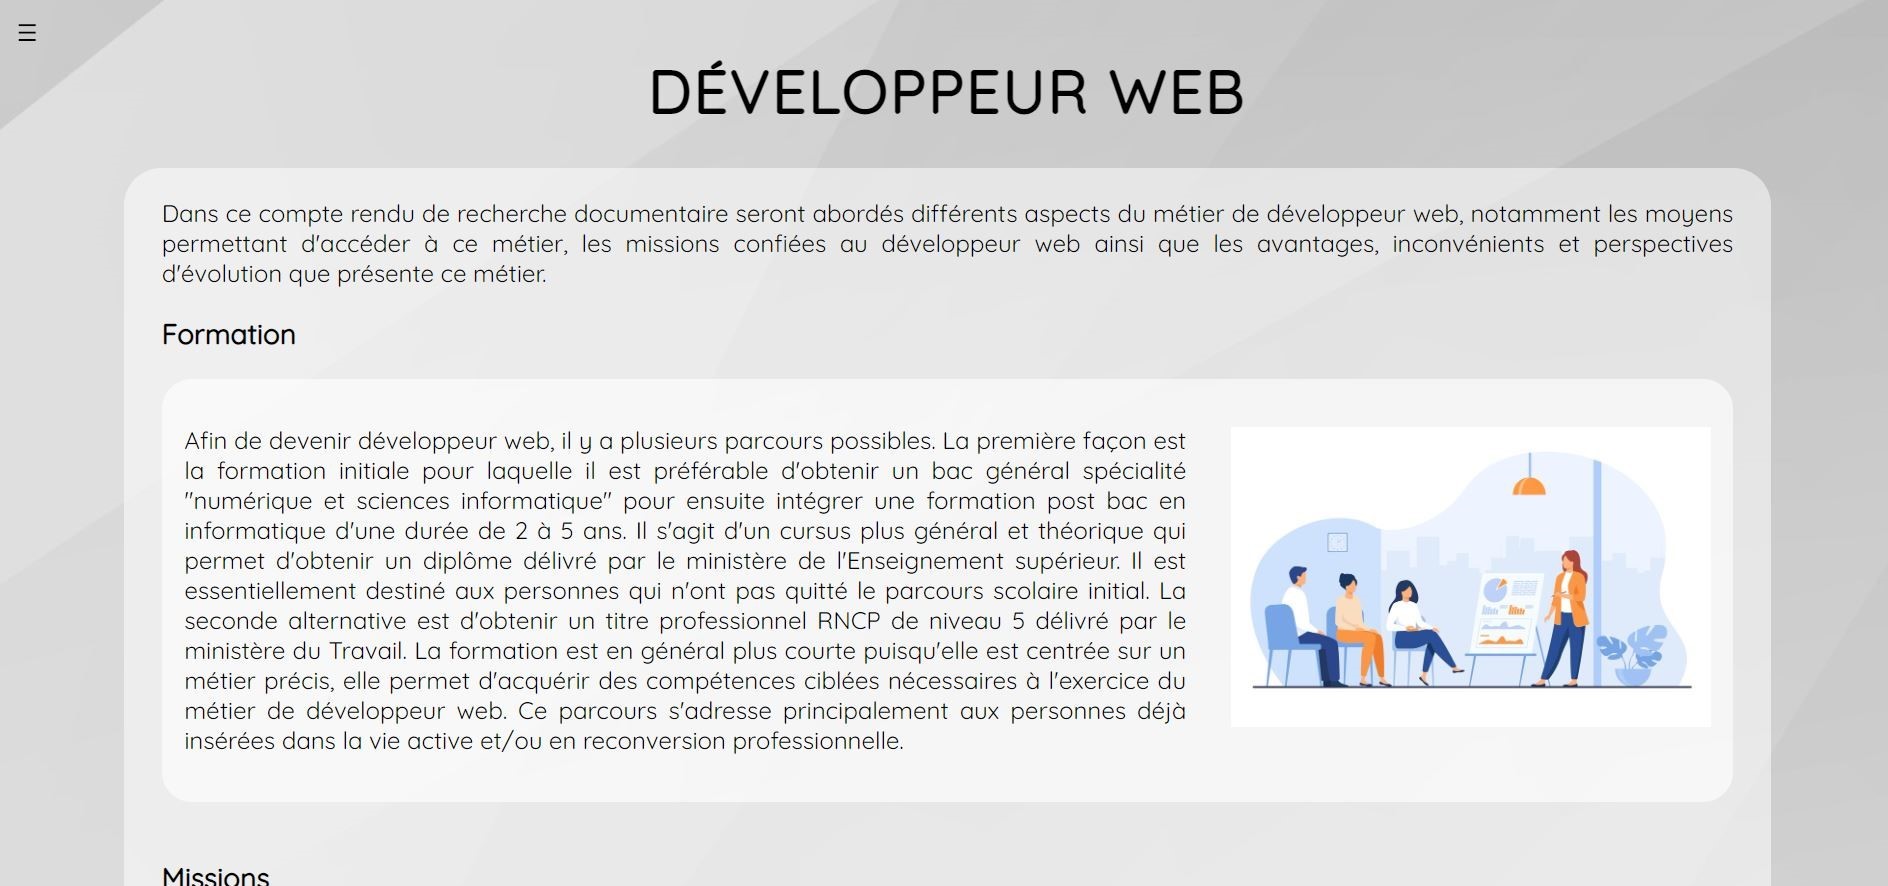 DÉVELOPPEUR WEB
Dans ce compte rendu de recherche documentaire seront abordés différents aspects du métier de développeur web, notamment les moyens
permettant d'accéder à ce métier, les missions confiées au développeur web ainsi que les avantages, inconvénients et perspectives
d'évolution que présente ce métier.
Formation
Afin de devenir développeur web, il y a plusieurs parcours possibles. La première façon est
la formation initiale pour laquelle il est préférable d'obtenir un bac général spécialité
"numérique et sciences informatique" pour ensuite intégrer une formation post bac en
informatique d'une durée de 2 à 5 ans. Il s'agit d'un cursus plus général et théorique qui
permet d'obtenir un diplôme délivré par le ministère de l'Enseignement supérieur. Il est
essentiellement destiné aux personnes qui n'ont pas quitté le parcours scolaire initial. La
seconde alternative est d'obtenir un titre professionnel RNCP de niveau 5 délivré par le
ministère du Travail. La formation est en général plus courte puisqu'elle est centrée sur un
métier précis, elle permet d'acquérir des compétences ciblées nécessaires à l'exercice du
métier de développeur web. Ce parcours s'adresse principalement aux personnes déjà
insérées dans la vie active et/ou en reconversion professionnelle.
Missions